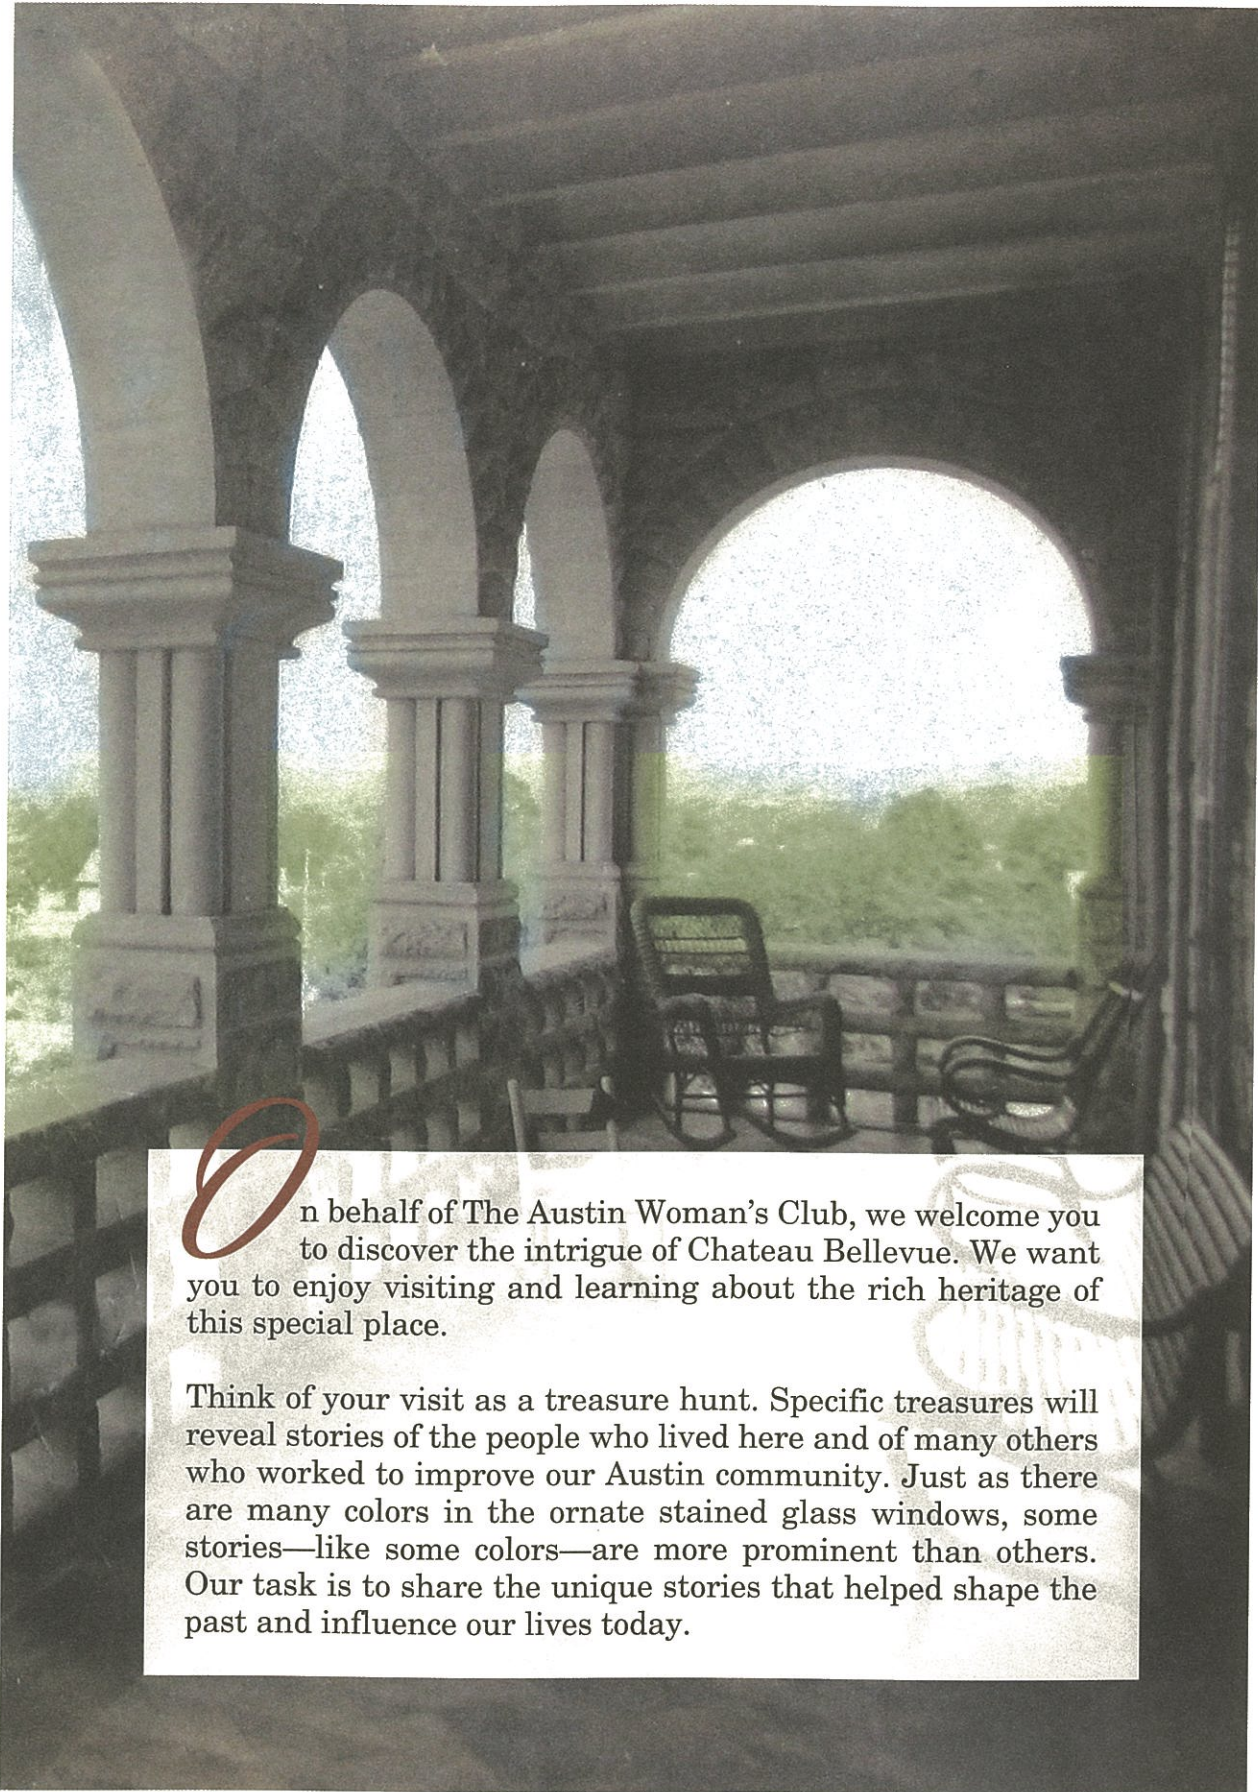 On behalf of The Austin Woman's Club, we welcome you
to discover the intrigue of Chateau Bellevue. We want
you to enjoy visiting and learning about the rich heritage of
this special place.
Think of your visit as a treasure hunt. Specific treasures will
reveal stories of the people who lived here and of many others
who worked to improve our Austin community. Just as there
are many colors in the ornate stained glass windows, some
stories—like some colors—are more prominent than others.
Our task is to share the unique stories that helped shape the
past and influence our lives today.